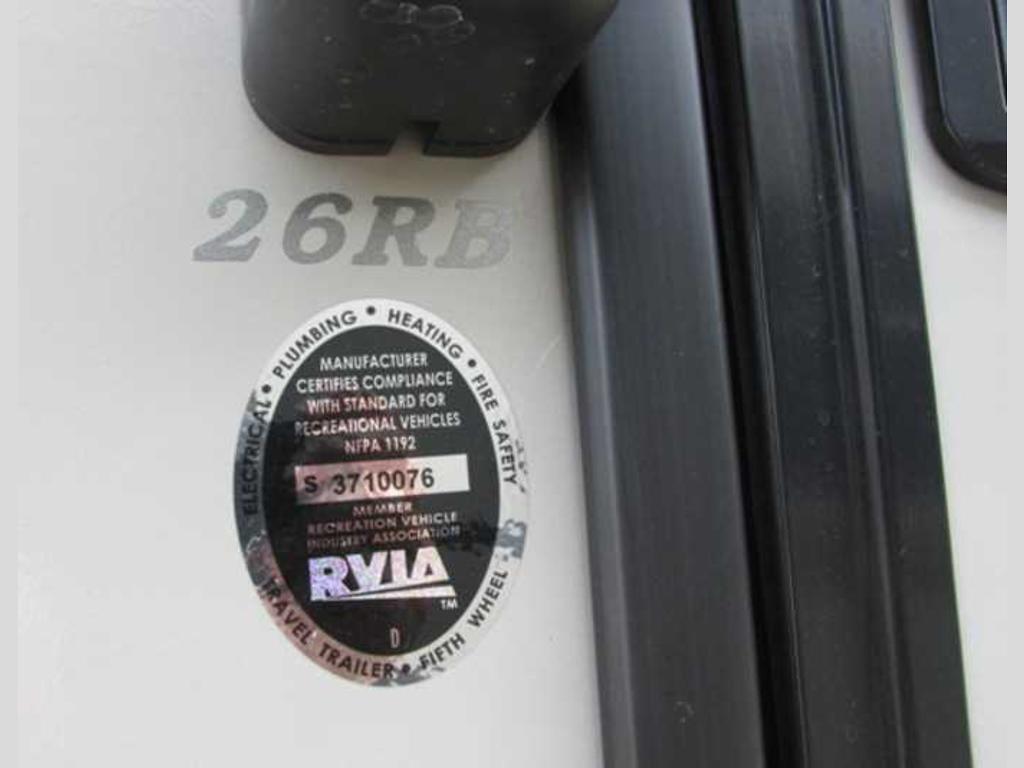 26RB
ELECTRICAL • PLUMBING • HEATING • FIRE SAFETY
MANUFACTURER
CERTIFIES COMPLIANCE
WITH STANDARD FOR
RECREATIONAL VEHICLES
NFPA 1192
S 3710076
MEMBER
RECREATION VEHICLE
INDUSTRY ASSOCIATION
RVIA
TM
D
TRAVEL TRAILER • FIFTH WHEEL